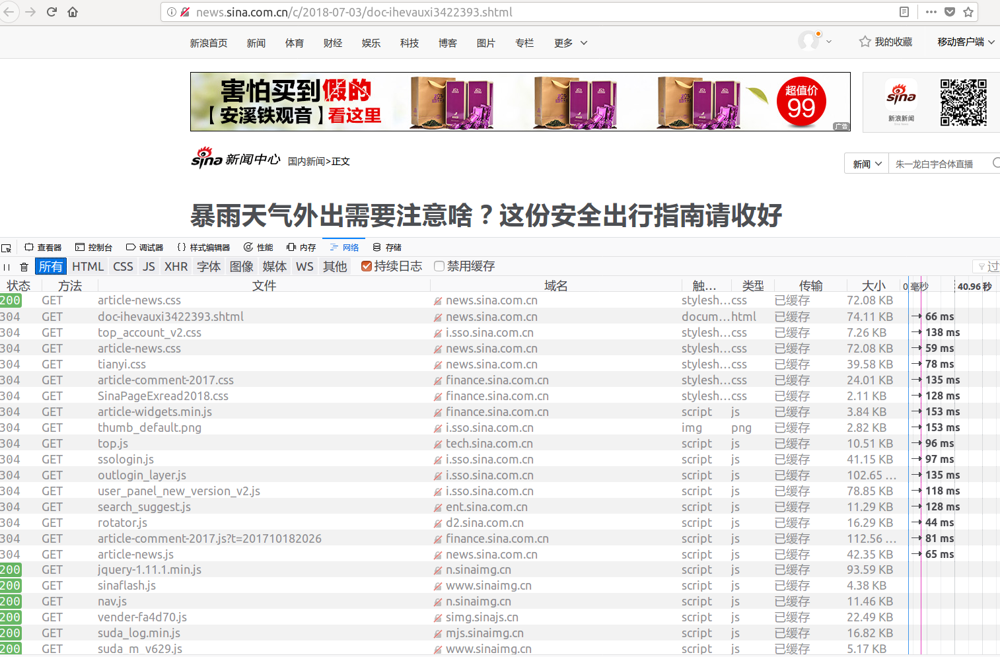 news.sina.com.cn/c/2018-07-03/doc-ihevauxi3422393.shtml
新浪首页 新闻 体育 财经 娱乐 科技 博客 图片 专栏 更多 我的收藏 移动客户端
害怕买到假的
【安溪铁观音】看这里
超值价
99
广告
sina
新浪新闻
sina 新闻中心 国内新闻>正文
新闻 朱一龙白宇合体直播
暴雨天气外出需要注意啥？这份安全出行指南请收好
查看器 控制台 调试器 {} 样式编辑器 性能 内存 网络 存储
所有 HTML CSS JS XHR 字体 图像 媒体 WS 其他 持续日志 禁用缓存 过
状态 方法 文件 域名 触... 类型 传输 大小 0 毫秒 40.96 秒
200 GET article-news.css news.sina.com.cn stylesh... css 已缓存 72.08 KB
304 GET doc-ihevauxi3422393.shtml news.sina.com.cn docum... html 已缓存 74.11 KB → 66 ms
304 GET top_account_v2.css i.sso.sina.com.cn stylesh... css 已缓存 7.26 KB → 138 ms
304 GET article-news.css news.sina.com.cn stylesh... css 已缓存 72.08 KB → 59 ms
304 GET tianyi.css news.sina.com.cn stylesh... css 已缓存 39.58 KB → 78 ms
304 GET article-comment-2017.css finance.sina.com.cn stylesh... css 已缓存 24.01 KB → 135 ms
304 GET SinaPageExread2018.css finance.sina.com.cn stylesh... css 已缓存 2.11 KB → 128 ms
304 GET article-widgets.min.js finance.sina.com.cn script js 已缓存 3.84 KB → 153 ms
304 GET thumb_default.png i.sso.sina.com.cn img png 已缓存 2.82 KB → 153 ms
304 GET top.js tech.sina.com.cn script js 已缓存 10.51 KB → 96 ms
304 GET ssologin.js i.sso.sina.com.cn script js 已缓存 41.15 KB → 97 ms
304 GET outlogin_layer.js i.sso.sina.com.cn script js 已缓存 102.65 ... → 135 ms
304 GET user_panel_new_version_v2.js i.sso.sina.com.cn script js 已缓存 78.85 KB → 118 ms
304 GET search_suggest.js ent.sina.com.cn script js 已缓存 11.29 KB → 128 ms
304 GET rotator.js d2.sina.com.cn script js 已缓存 16.29 KB → 44 ms
304 GET article-comment-2017.js?t=201710182026 finance.sina.com.cn script js 已缓存 112.56 ... → 81 ms
304 GET article-news.js news.sina.com.cn script js 已缓存 42.35 KB → 65 ms
200 GET jquery-1.11.1.min.js n.sinaimg.cn script js 已缓存 93.59 KB
200 GET sinaflash.js www.sinaimg.cn script js 已缓存 4.38 KB
200 GET nav.js n.sinaimg.cn script js 已缓存 11.46 KB
200 GET vender-fa4d70.js simg.sinajs.cn script js 已缓存 22.49 KB
200 GET suda_log.min.js mjs.sinaimg.cn script js 已缓存 16.82 KB
200 GET suda_m_v629.js www.sinaimg.cn script js 已缓存 5.17 KB